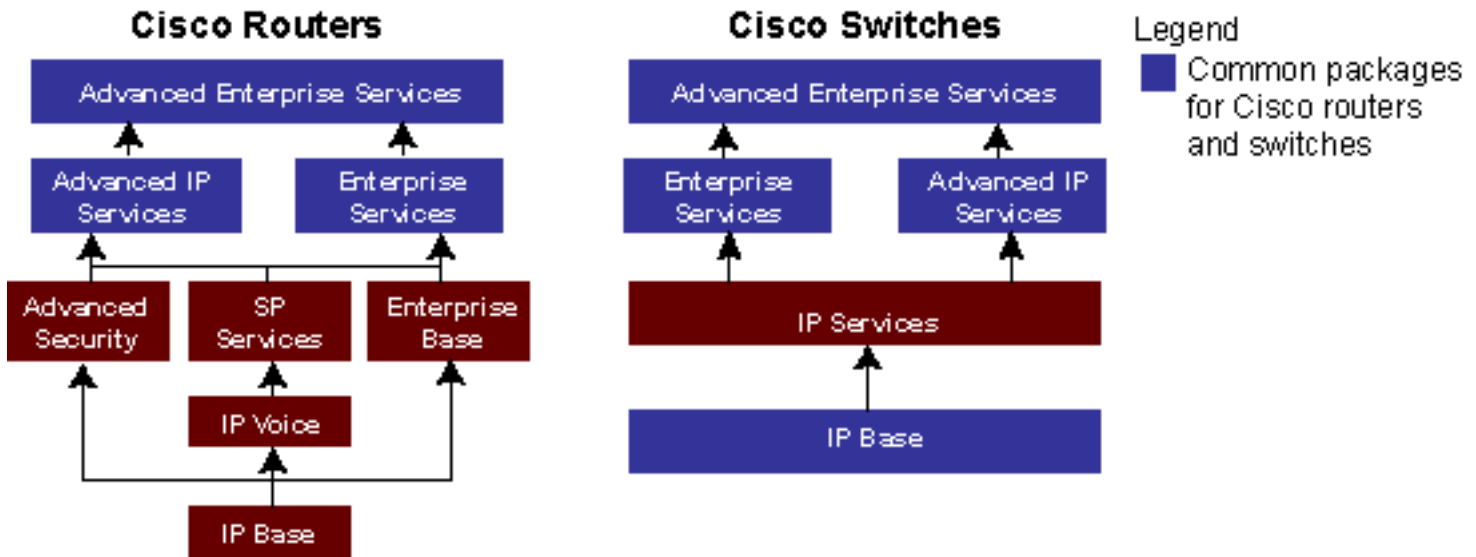 Cisco Routers
Advanced Enterprise Services
Advanced IP
Services
Enterprise
Services
Advanced
Security
SP
Services
Enterprise
Base
IP Voice
IP Base
Cisco Switches
Advanced Enterprise Services
Enterprise
Services
Advanced IP
Services
IP Services
IP Base
Legend
Common packages
for Cisco routers
and switches